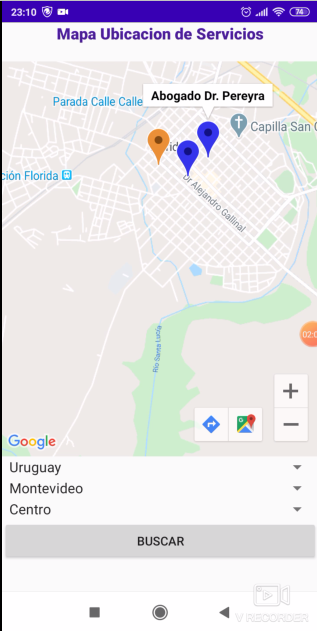 23:10
74
Mapa Ubicacion de Servicios
Abogado Dr. Pereyra
Parada Calle Calle
Capilla San
ción Florida
Dr Alejandro Gallinal
Río Santa Lucía
02:0
+
−
Google
Uruguay
Montevideo
Centro
BUSCAR
V RECORDER